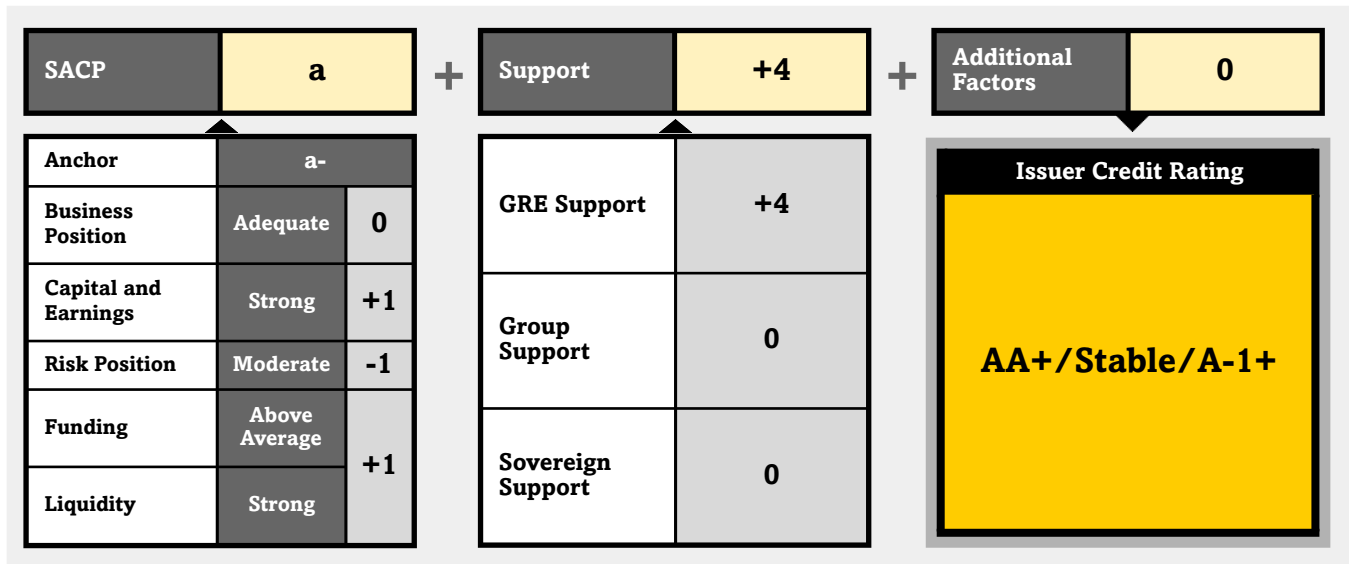 SACP
a
+
Support
+4
+
Additional
Factors
0
Anchor
a-
Business
Position
Adequate
0
Capital and
Earnings
Strong
+1
Risk Position
Moderate
-1
Funding
Above
Average
+1
Liquidity
Strong
GRE Support
+4
Group
Support
0
Sovereign
Support
0
Issuer Credit Rating
AA+/Stable/A-1+